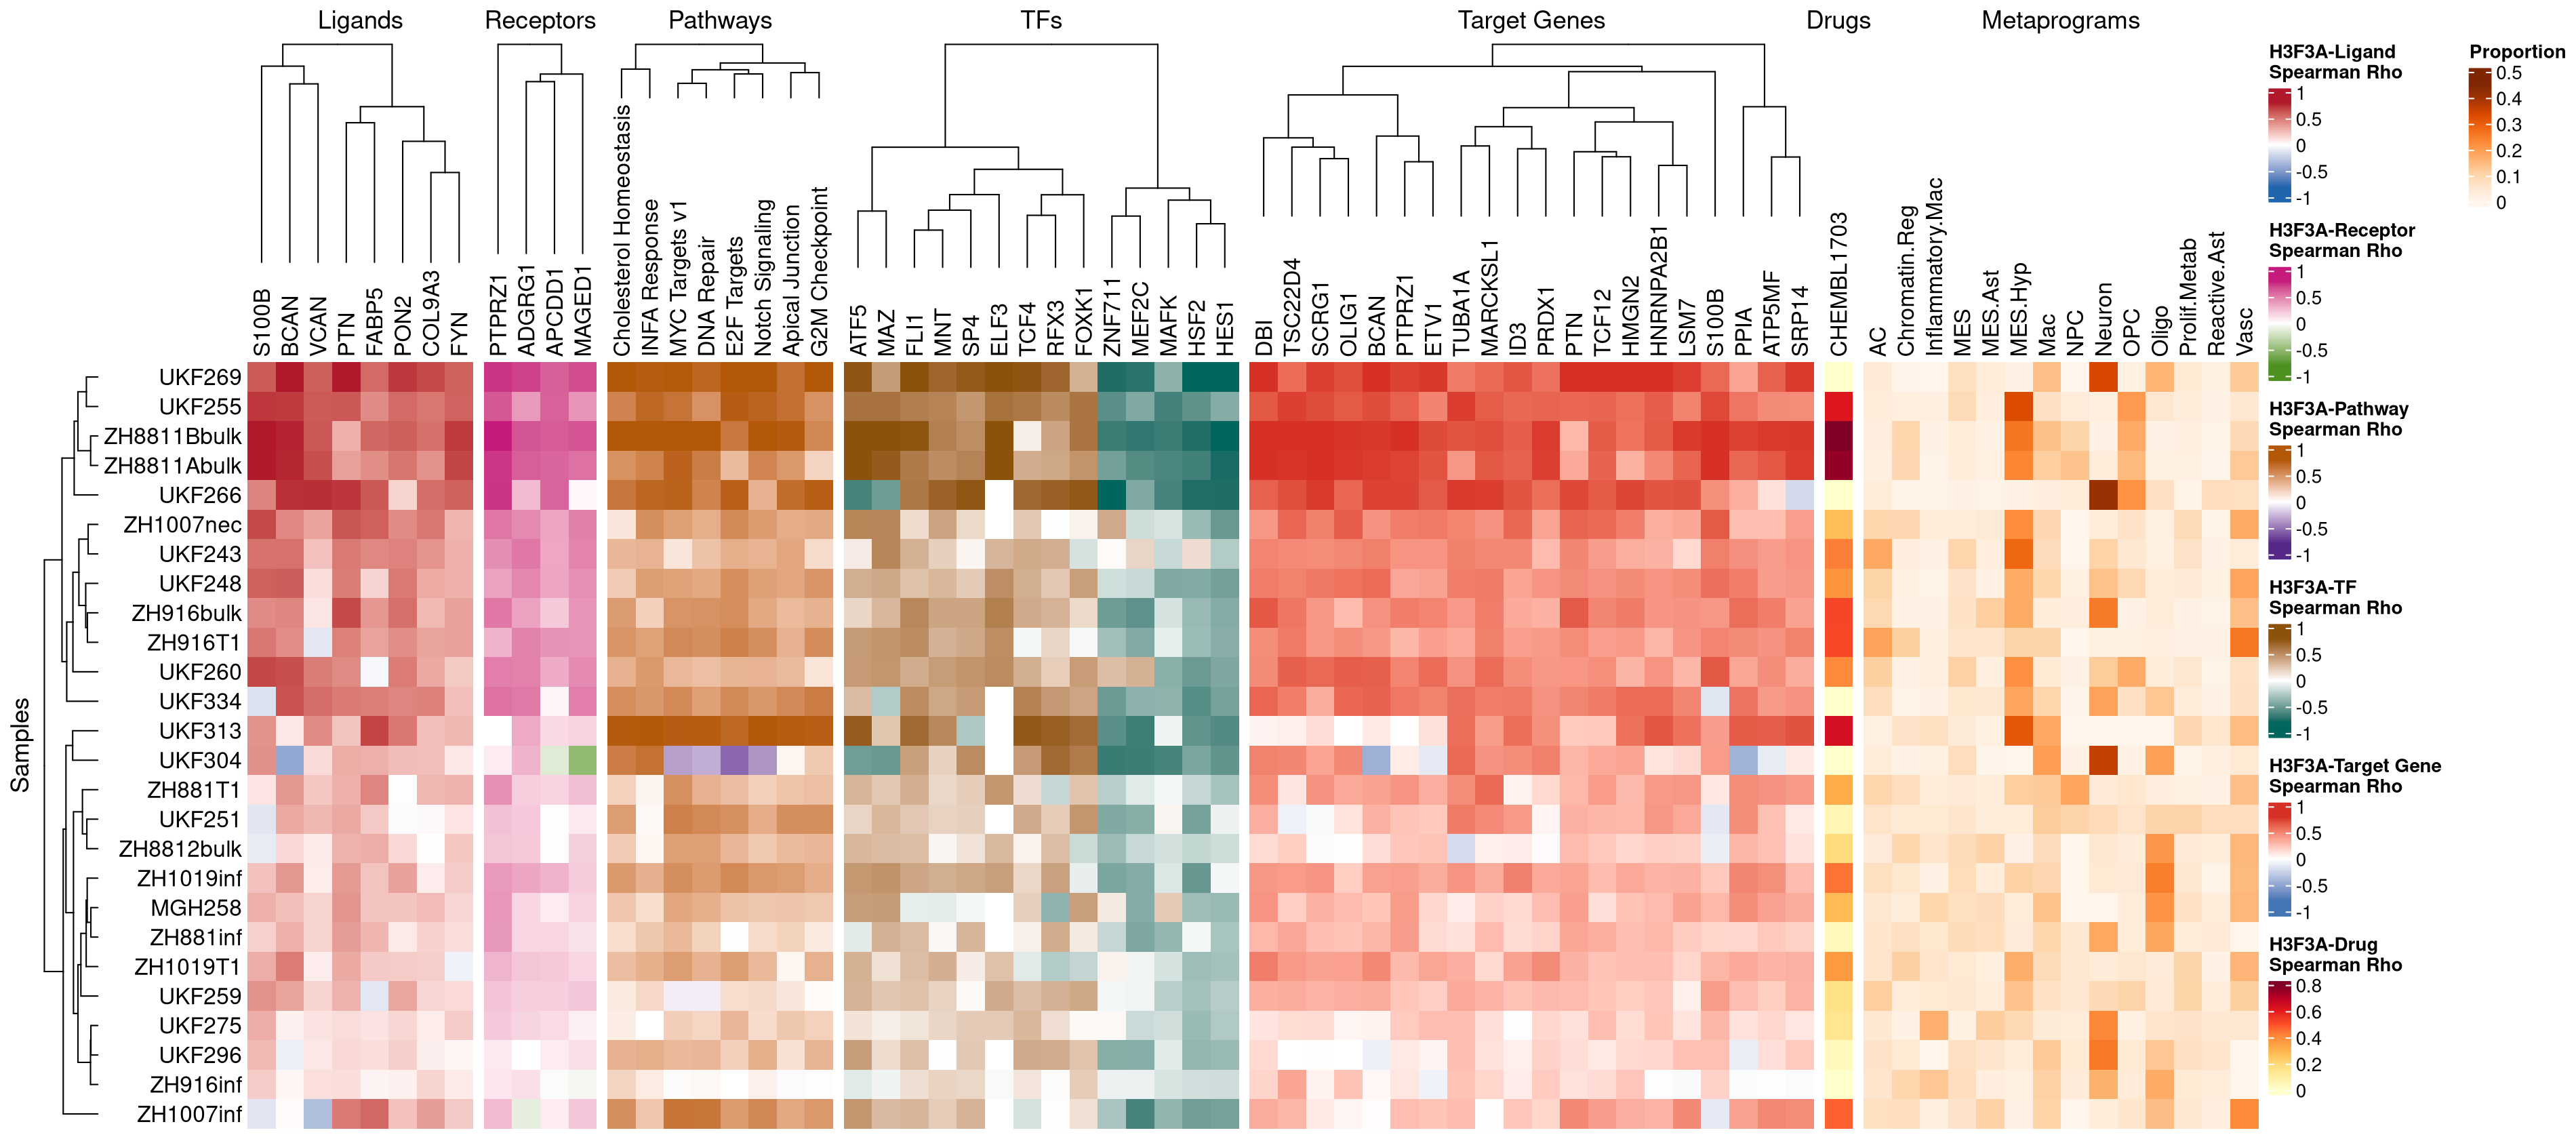 Ligands
Receptors
Pathways
TFs
Target Genes
Drugs
Metaprograms
S100B
BCAN
VCAN
PTN
FABP5
PON2
COL9A3
FYN
PTPRZ1
ADGRG1
APCDD1
MAGED1
Cholesterol Homeostasis
INFA Response
MYC Targets v1
DNA Repair
E2F Targets
Notch Signaling
Apical Junction
G2M Checkpoint
ATF5
MAZ
FLI1
MNT
SP4
ELF3
TCF4
RFX3
FOXK1
ZNF711
MEF2C
MAFK
HSF2
HES1
DBI
TSC22D4
SCRG1
OLIG1
BCAN
PTPRZ1
ETV1
TUBA1A
MARCKSL1
ID3
PRDX1
PTN
TCF12
HMGN2
HNRNPA2B1
LSM7
S100B
PPIA
ATP5MF
SRP14
CHEMBL1703
AC
Chromatin.Reg
Inflammatory.Mac
MES
MES.Ast
MES.Hyp
Mac
NPC
Neuron
OPC
Oligo
Prolif.Metab
Reactive.Ast
Vasc
Samples
UKF269
UKF255
ZH8811Bbulk
ZH8811Abulk
UKF266
ZH1007nec
UKF243
UKF248
ZH916bulk
ZH916T1
UKF260
UKF334
UKF313
UKF304
ZH881T1
UKF251
ZH8812bulk
ZH1019inf
MGH258
ZH881inf
ZH1019T1
UKF259
UKF275
UKF296
ZH916inf
ZH1007inf
H3F3A-Ligand
Spearman Rho
1
0.5
0
-0.5
-1
H3F3A-Receptor
Spearman Rho
1
0.5
0
-0.5
-1
H3F3A-Pathway
Spearman Rho
1
0.5
0
-0.5
-1
H3F3A-TF
Spearman Rho
1
0.5
0
-0.5
-1
H3F3A-Target Gene
Spearman Rho
1
0.5
0
-0.5
-1
H3F3A-Drug
Spearman Rho
0.8
0.6
0.4
0.2
0
Proportion
0.5
0.4
0.3
0.2
0.1
0